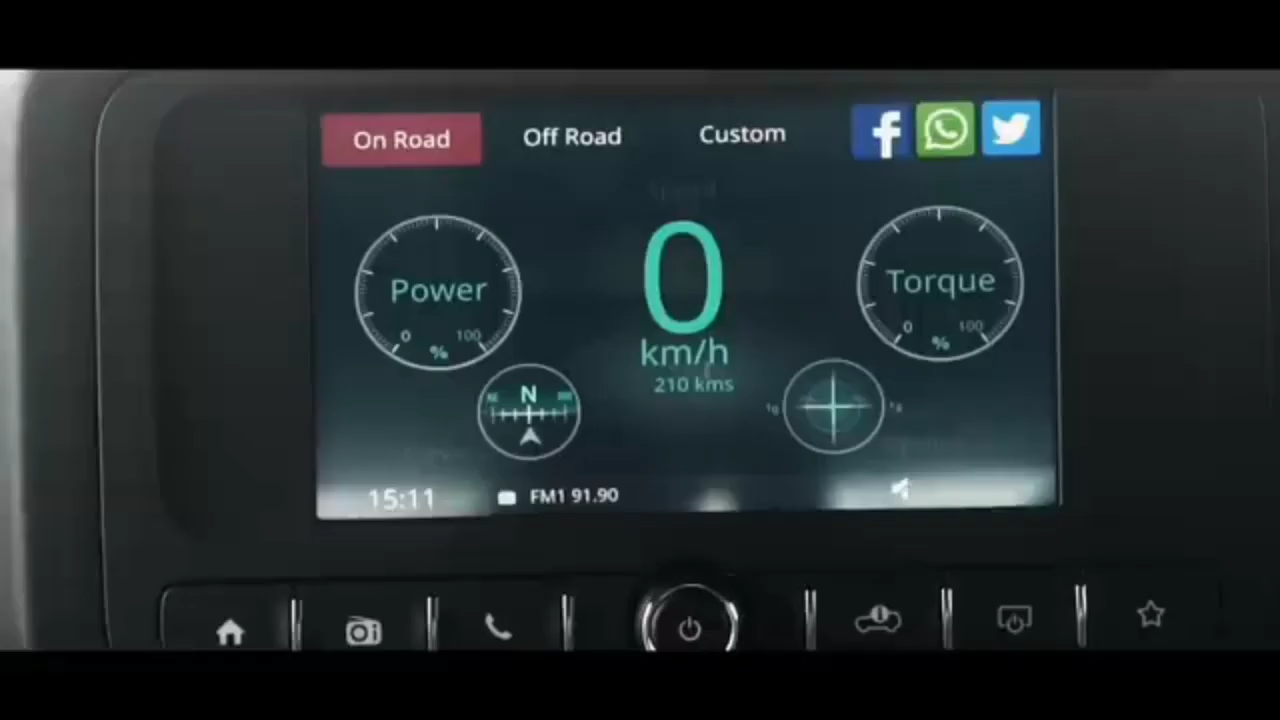 On Road
Off Road
Custom
Speed
0
km/h
210 kms
Power
0
100
%
Torque
0
100
%
N
15:11
FM1 91.90